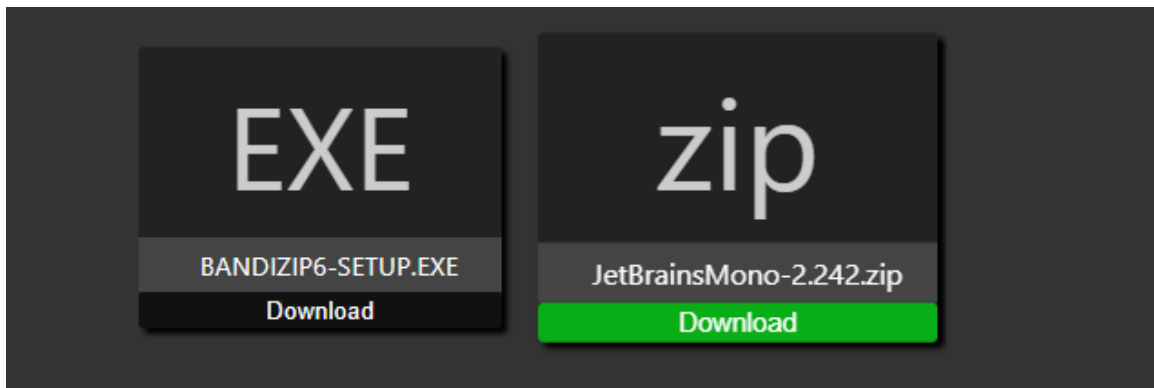 EXE
BANDIZIP6-SETUP.EXE
Download
zip
JetBrainsMono-2.242.zip
Download